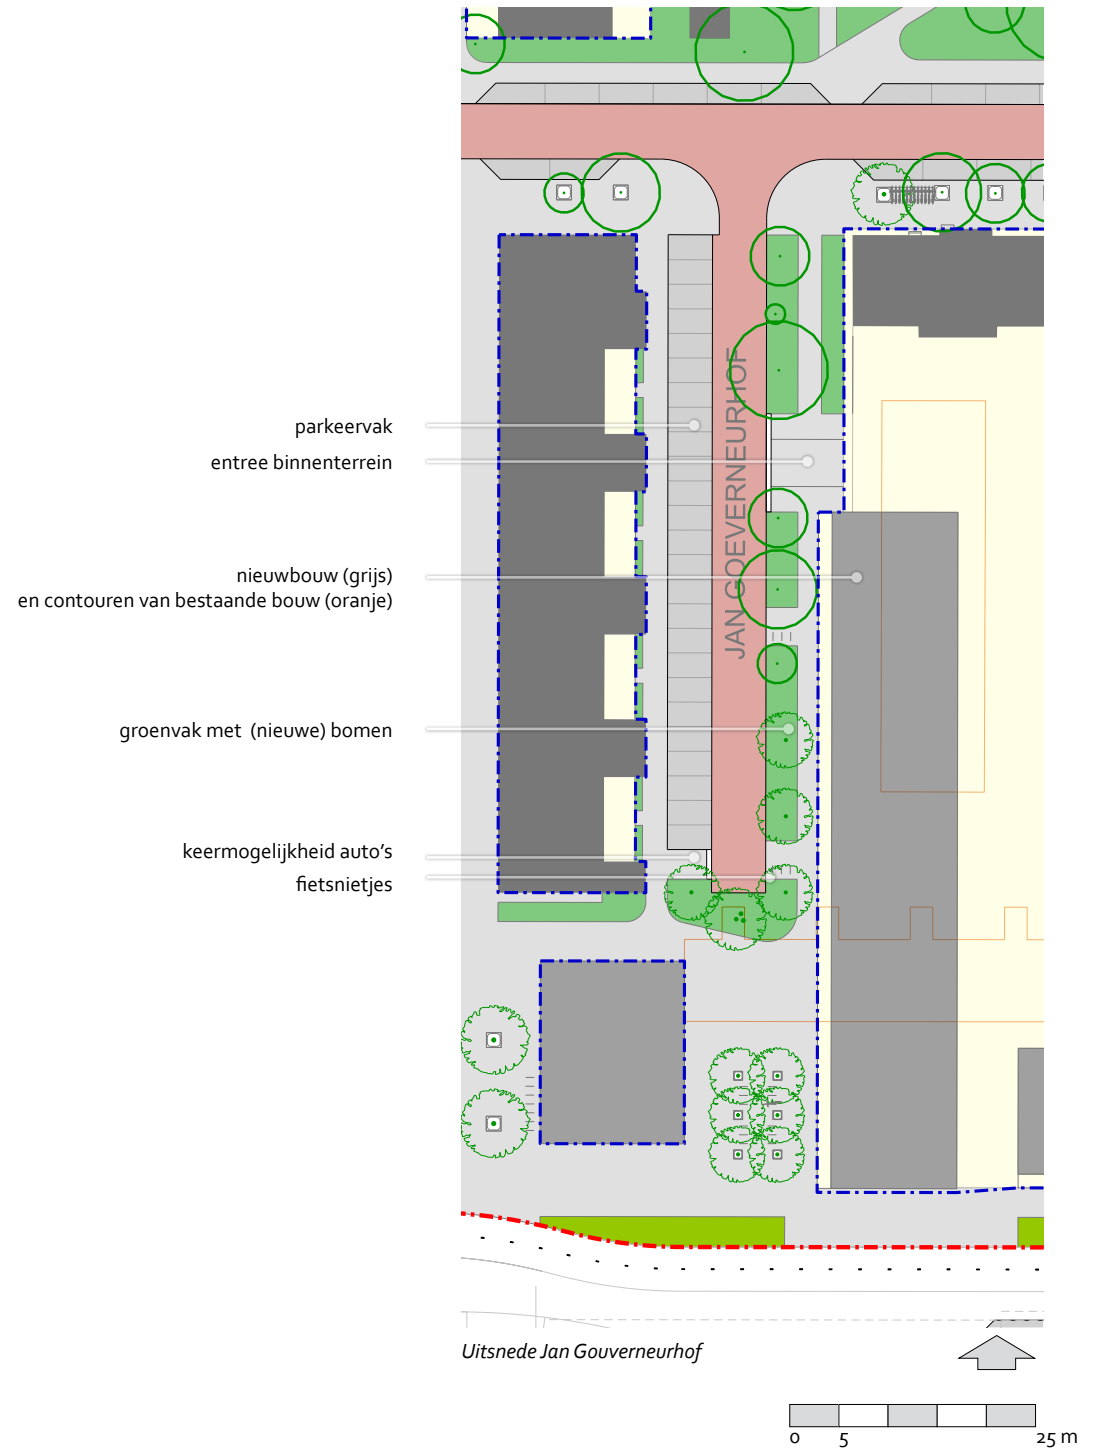 parkeervak
entree binnenterrein
nieuwbouw (grijs)
en contouren van bestaande bouw (oranje)
groenvak met (nieuwe) bomen
keermogelijkheid auto's
fietsnietjes
JAN GOEVERNEURHOF
Uitsnede Jan Gouverneurhof
0 5 25 m